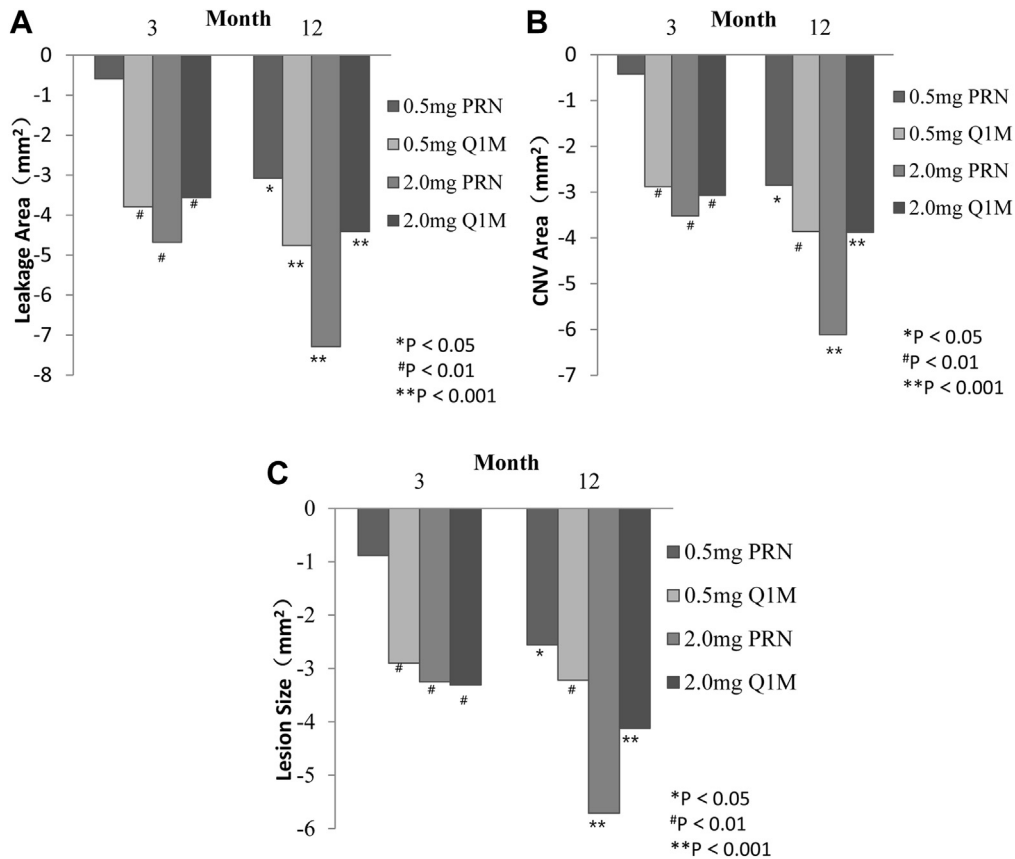 A
Month
3 12
Leakage Area（mm²）
0
-1
-2
-3
-4
-5
-6
-7
-8
# # #
* ** ** **
0.5mg PRN
0.5mg Q1M
2.0mg PRN
2.0mg Q1M
*P < 0.05
#P < 0.01
**P < 0.001
B
Month
3 12
CNV Area（mm²）
0
-1
-2
-3
-4
-5
-6
-7
# # #
* # ** **
0.5mg PRN
0.5mg Q1M
2.0mg PRN
2.0mg Q1M
*P < 0.05
#P < 0.01
**P < 0.001
C
Month
3 12
Lesion Size（mm²）
0
-1
-2
-3
-4
-5
-6
# # #
* # ** **
0.5mg PRN
0.5mg Q1M
2.0mg PRN
2.0mg Q1M
*P < 0.05
#P < 0.01
**P < 0.001